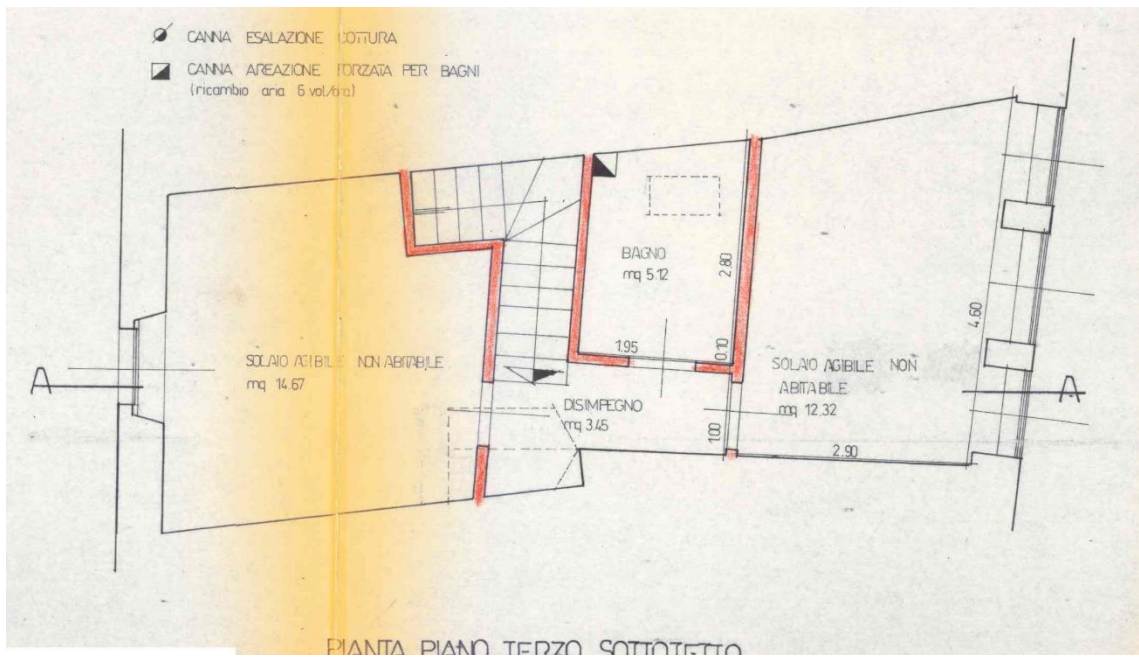 CANNA ESALAZIONE COTTURA
CANNA AREAZIONE FORZATA PER BAGNI
(ricambio aria 6 vol/ora)
BAGNO
mq 5.12
2.80
4.60
1.95
0.10
SOLAIO AGIBILE NON ABITABILE
mq 14.67
SOLAIO AGIBILE NON
ABITABILE
mq 12.32
A
A
DISIMPEGNO
mq 3.45
1.00
2.90
PIANTA PIANO TERZO SOTTOTETTO